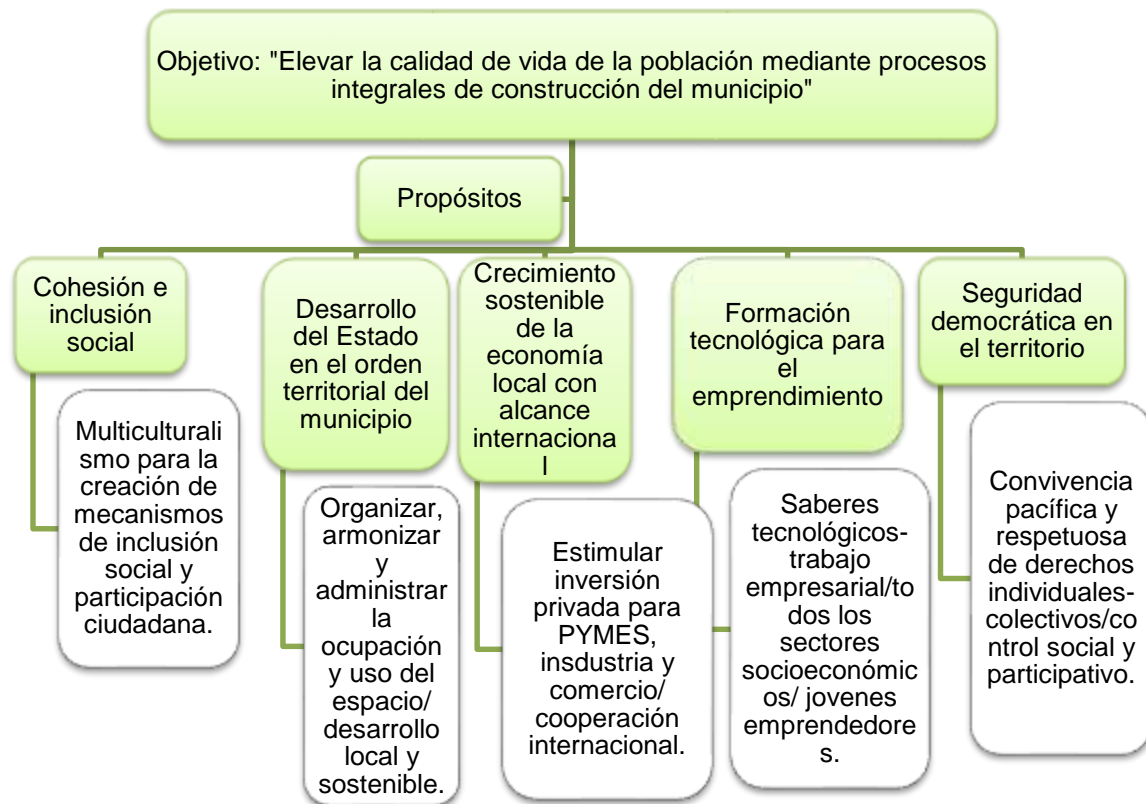 Objetivo: "Elevar la calidad de vida de la población mediante procesos
integrales de construcción del municipio"
Propósitos
Cohesión e
inclusión
social
Multiculturali
smo para la
creación de
mecanismos
de inclusión
social y
participación
ciudadana.
Desarrollo
del Estado
en el orden
territorial del
municipio
Organizar,
armonizar
y
administrar
la
ocupación
y uso del
espacio/
desarrollo
local y
sostenible.
Crecimiento
sostenible
de la
economía
local con
alcance
internaciona
l
Estimular
inversión
privada para
PYMES,
insdustria y
comercio/
cooperación
internacional.
Formación
tecnológica para
el
emprendimiento
Saberes
tecnológicos-
trabajo
empresarial/to
dos los
sectores
socioeconómic
os/ jovenes
emprendedore
s.
Seguridad
democrática en
el territorio
Convivencia
pacífica y
respetuosa
de derechos
individuales-
colectivos/co
ntrol social y
participativo.